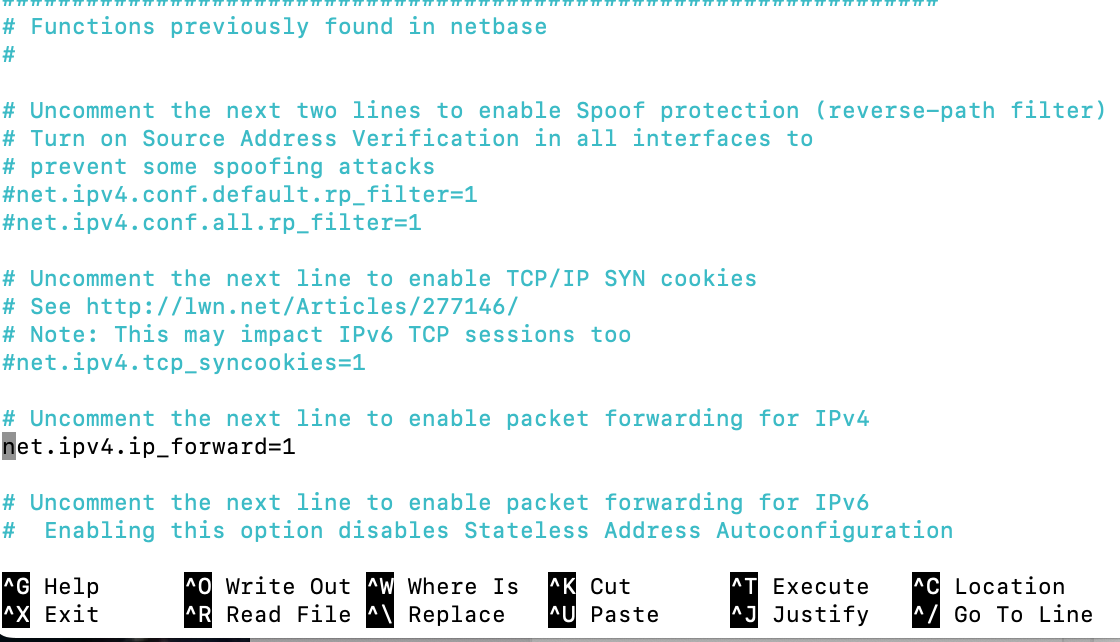 ###################################################################
# Functions previously found in netbase
#
# Uncomment the next two lines to enable Spoof protection (reverse-path filter)
# Turn on Source Address Verification in all interfaces to
# prevent some spoofing attacks
#net.ipv4.conf.default.rp_filter=1
#net.ipv4.conf.all.rp_filter=1
# Uncomment the next line to enable TCP/IP SYN cookies
# See http://lwn.net/Articles/277146/
# Note: This may impact IPv6 TCP sessions too
#net.ipv4.tcp_syncookies=1
# Uncomment the next line to enable packet forwarding for IPv4
net.ipv4.ip_forward=1
# Uncomment the next line to enable packet forwarding for IPv6
#  Enabling this option disables Stateless Address Autoconfiguration
^G Help ^O Write Out ^W Where Is ^K Cut ^T Execute ^C Location
^X Exit ^R Read File ^\ Replace ^U Paste ^J Justify ^/ Go To Line